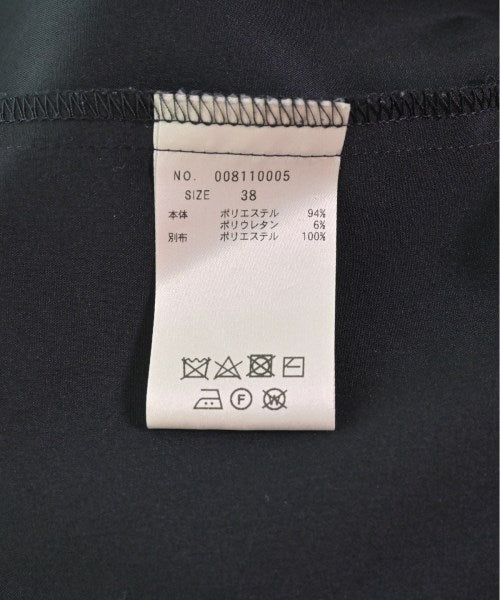 NO. 008110005
SIZE 38
本体 ポリエステル 94%
ポリウレタン 6%
別布 ポリエステル 100%
F W